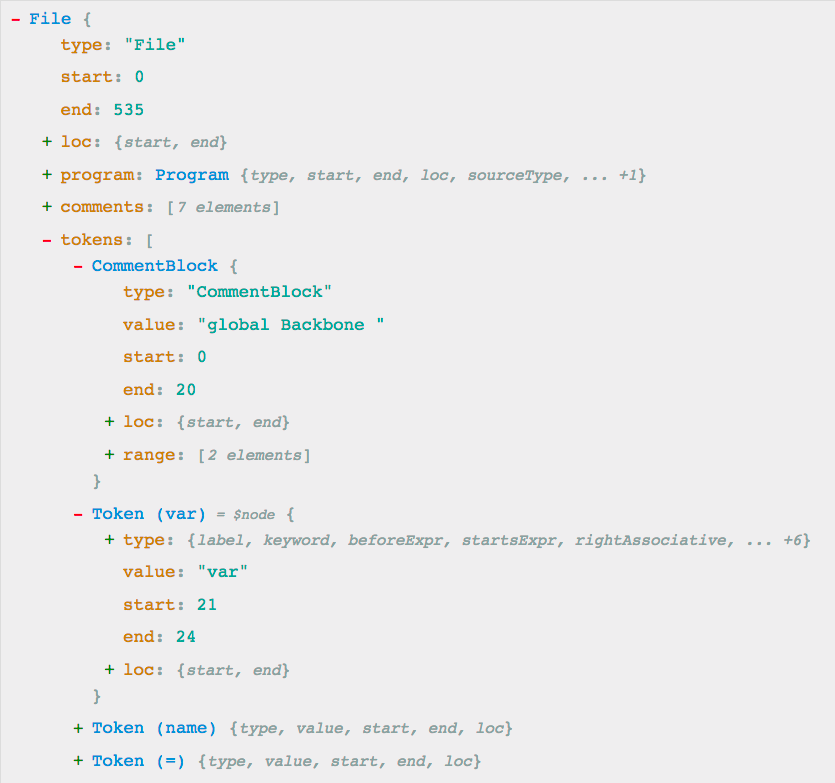 - File {
type: "File"
start: 0
end: 535
+ loc: {start, end}
+ program: Program {type, start, end, loc, sourceType, ... +1}
+ comments: [7 elements]
- tokens: [
- CommentBlock {
type: "CommentBlock"
value: "global Backbone "
start: 0
end: 20
+ loc: {start, end}
+ range: [2 elements]
}
- Token (var) = $node {
+ type: {label, keyword, beforeExpr, startsExpr, rightAssociative, ... +6}
value: "var"
start: 21
end: 24
+ loc: {start, end}
}
+ Token (name) {type, value, start, end, loc}
+ Token (=) {type, value, start, end, loc}